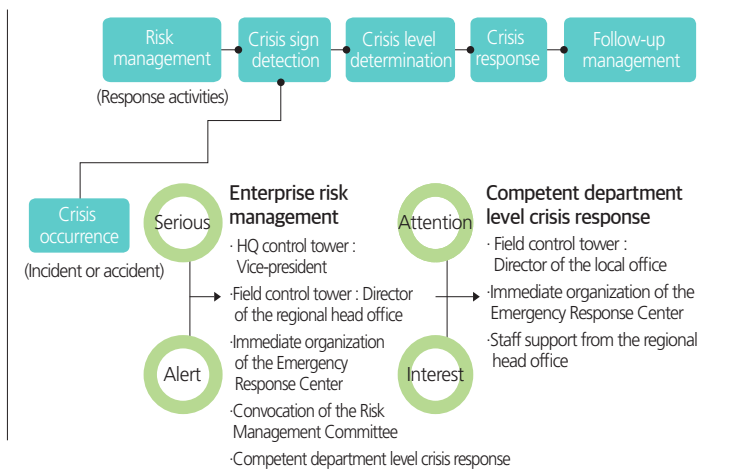 Risk
management
Crisis sign
detection
Crisis level
determination
Crisis
response
Follow-up
management
(Response activities)
Crisis
occurrence
(Incident or accident)
Serious
Alert
Enterprise risk
management
· HQ control tower :
Vice-president
·Field control tower : Director
of the regional head office
·Immediate organization
of the Emergency
Response Center
·Convocation of the Risk
Management Committee
·Competent department level crisis response
Attention
Interest
Competent department
level crisis response
· Field control tower :
Director of the local office
·Immediate organization of the
Emergency Response Center
·Staff support from the regional
head office